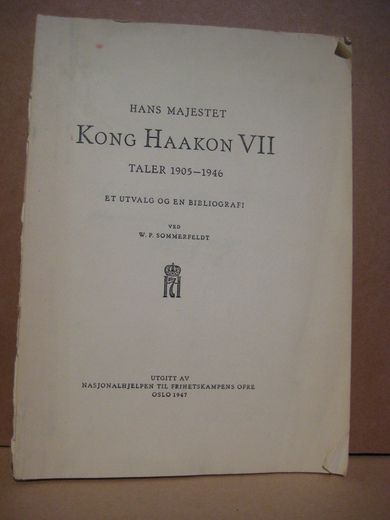 HANS MAJESTET
KONG HAAKON VII
TALER 1905—1946
ET UTVALG OG EN BIBLIOGRAFI
VED
W. P. SOMMERFELDT
H7
UTGITT AV
NASJONALHJELPEN TIL FRIHETSKAMPENS OFRE
OSLO 1947